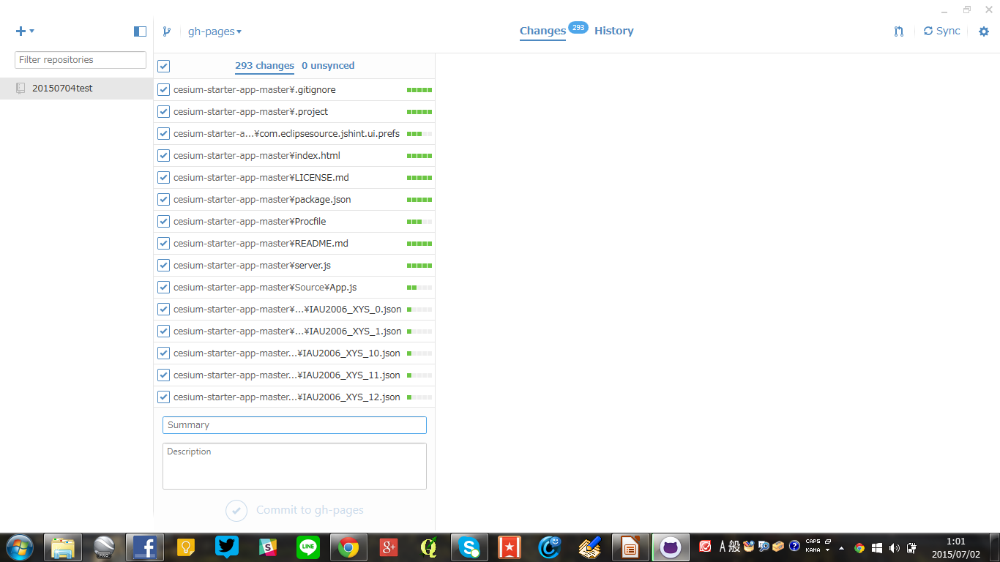 gh-pages
Changes 293 History
Sync
Filter repositories
20150704test
293 changes 0 unsynced
cesium-starter-app-master¥.gitignore
cesium-starter-app-master¥.project
cesium-starter-a...¥com.eclipsesource.jshint.ui.prefs
cesium-starter-app-master¥index.html
cesium-starter-app-master¥LICENSE.md
cesium-starter-app-master¥package.json
cesium-starter-app-master¥Procfile
cesium-starter-app-master¥README.md
cesium-starter-app-master¥server.js
cesium-starter-app-master¥Source¥App.js
cesium-starter-app-master¥...¥IAU2006_XYS_0.json
cesium-starter-app-master¥...¥IAU2006_XYS_1.json
cesium-starter-app-master...¥IAU2006_XYS_10.json
cesium-starter-app-master...¥IAU2006_XYS_11.json
cesium-starter-app-master...¥IAU2006_XYS_12.json
Summary
Description
Commit to gh-pages
PRO
LINE
g+
A 般
CAPS
KANA
1:01
2015/07/02